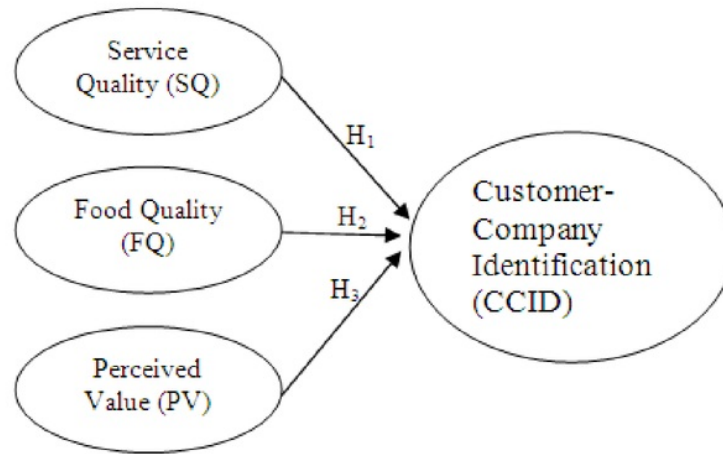 Service
Quality (SQ)
H1
Food Quality
(FQ)
H2
Perceived
Value (PV)
H3
Customer-
Company
Identification
(CCID)